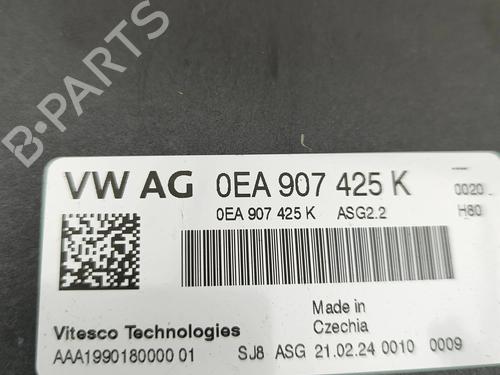 B-PARTS
VW AG 0EA 907 425 K
0020
0EA 907 425 K ASG2.2 H80
Made in
Czechia
Vitesco Technologies
AAA1990180000 01 SJ8 ASG 21.02.24 0010 0009